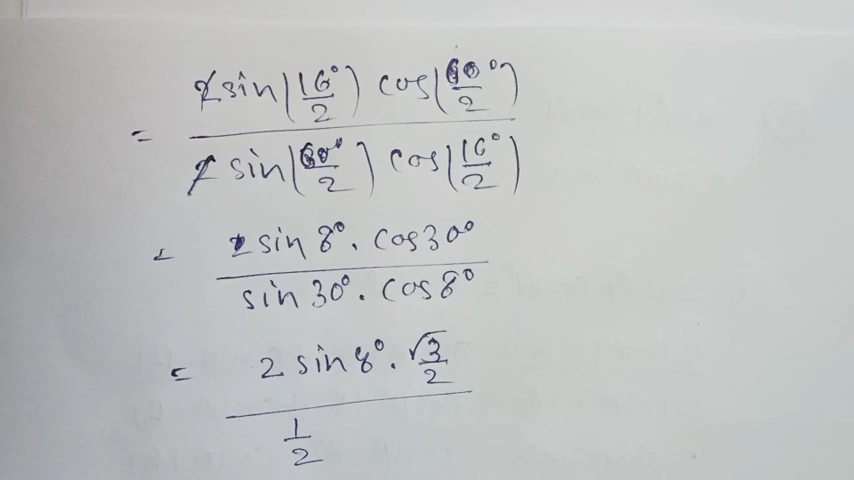 = 2 sin(16°/2) cos(60°/2) / 2 sin(60°/2) cos(16°/2)
= 2 sin 8° . cos 30° / sin 30° . cos 8°
= 2 sin 8° . √3/2 / 1/2